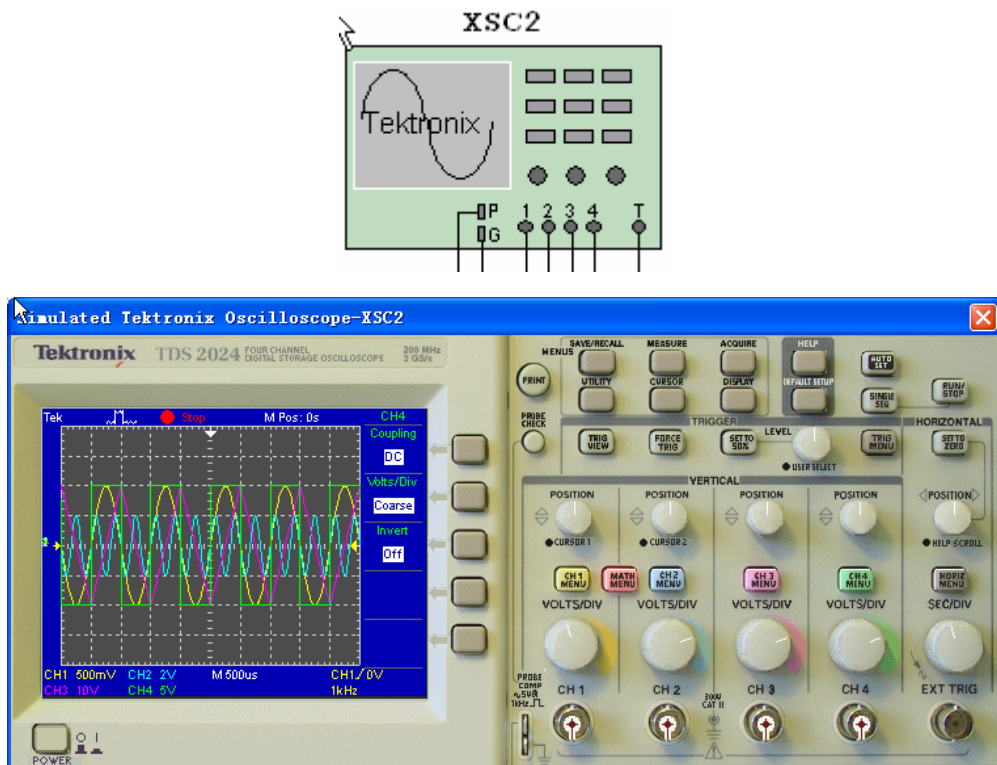 XSC2
Tektronix
P
G
1 2 3 4 T
Simulated Tektronix Oscilloscope-XSC2
Tektronix TDS 2024 FOUR CHANNEL
DIGITAL STORAGE OSCILLOSCOPE
200 MHz
2 GS/s
Tek Stop M Pos: 0s CH4
Coupling
DC
Volts/Div
Coarse
Invert
Off
CH1 500mV CH2 2V M 500us CH1 / 0V
CH3 10V CH4 5V 1kHz
POWER
MENUS
SAVE/RECALL MEASURE ACQUIRE HELP
UTILITY CURSOR DISPLAY DEFAULT SETUP
PRINT
AUTO
SET
SINGLE
SEQ
RUN/
STOP
PROBE
CHECK
TRIGGER
TRIG
VIEW
FORCE
TRIG
SET TO
50%
LEVEL
USER SELECT
TRIG
MENU
HORIZONTAL
SET TO
ZERO
VERTICAL
POSITION POSITION POSITION POSITION POSITION
CURSOR 1 CURSOR 2 HELP SCROLL
CH 1
MENU
MATH
MENU
CH 2
MENU
CH 3
MENU
CH 4
MENU
HORIZ
MENU
VOLTS/DIV VOLTS/DIV VOLTS/DIV VOLTS/DIV SEC/DIV
PROBE
COMP
~5V@
1kHz
CH 1 CH 2 CH 3 CH 4 EXT TRIG
300V
CAT II